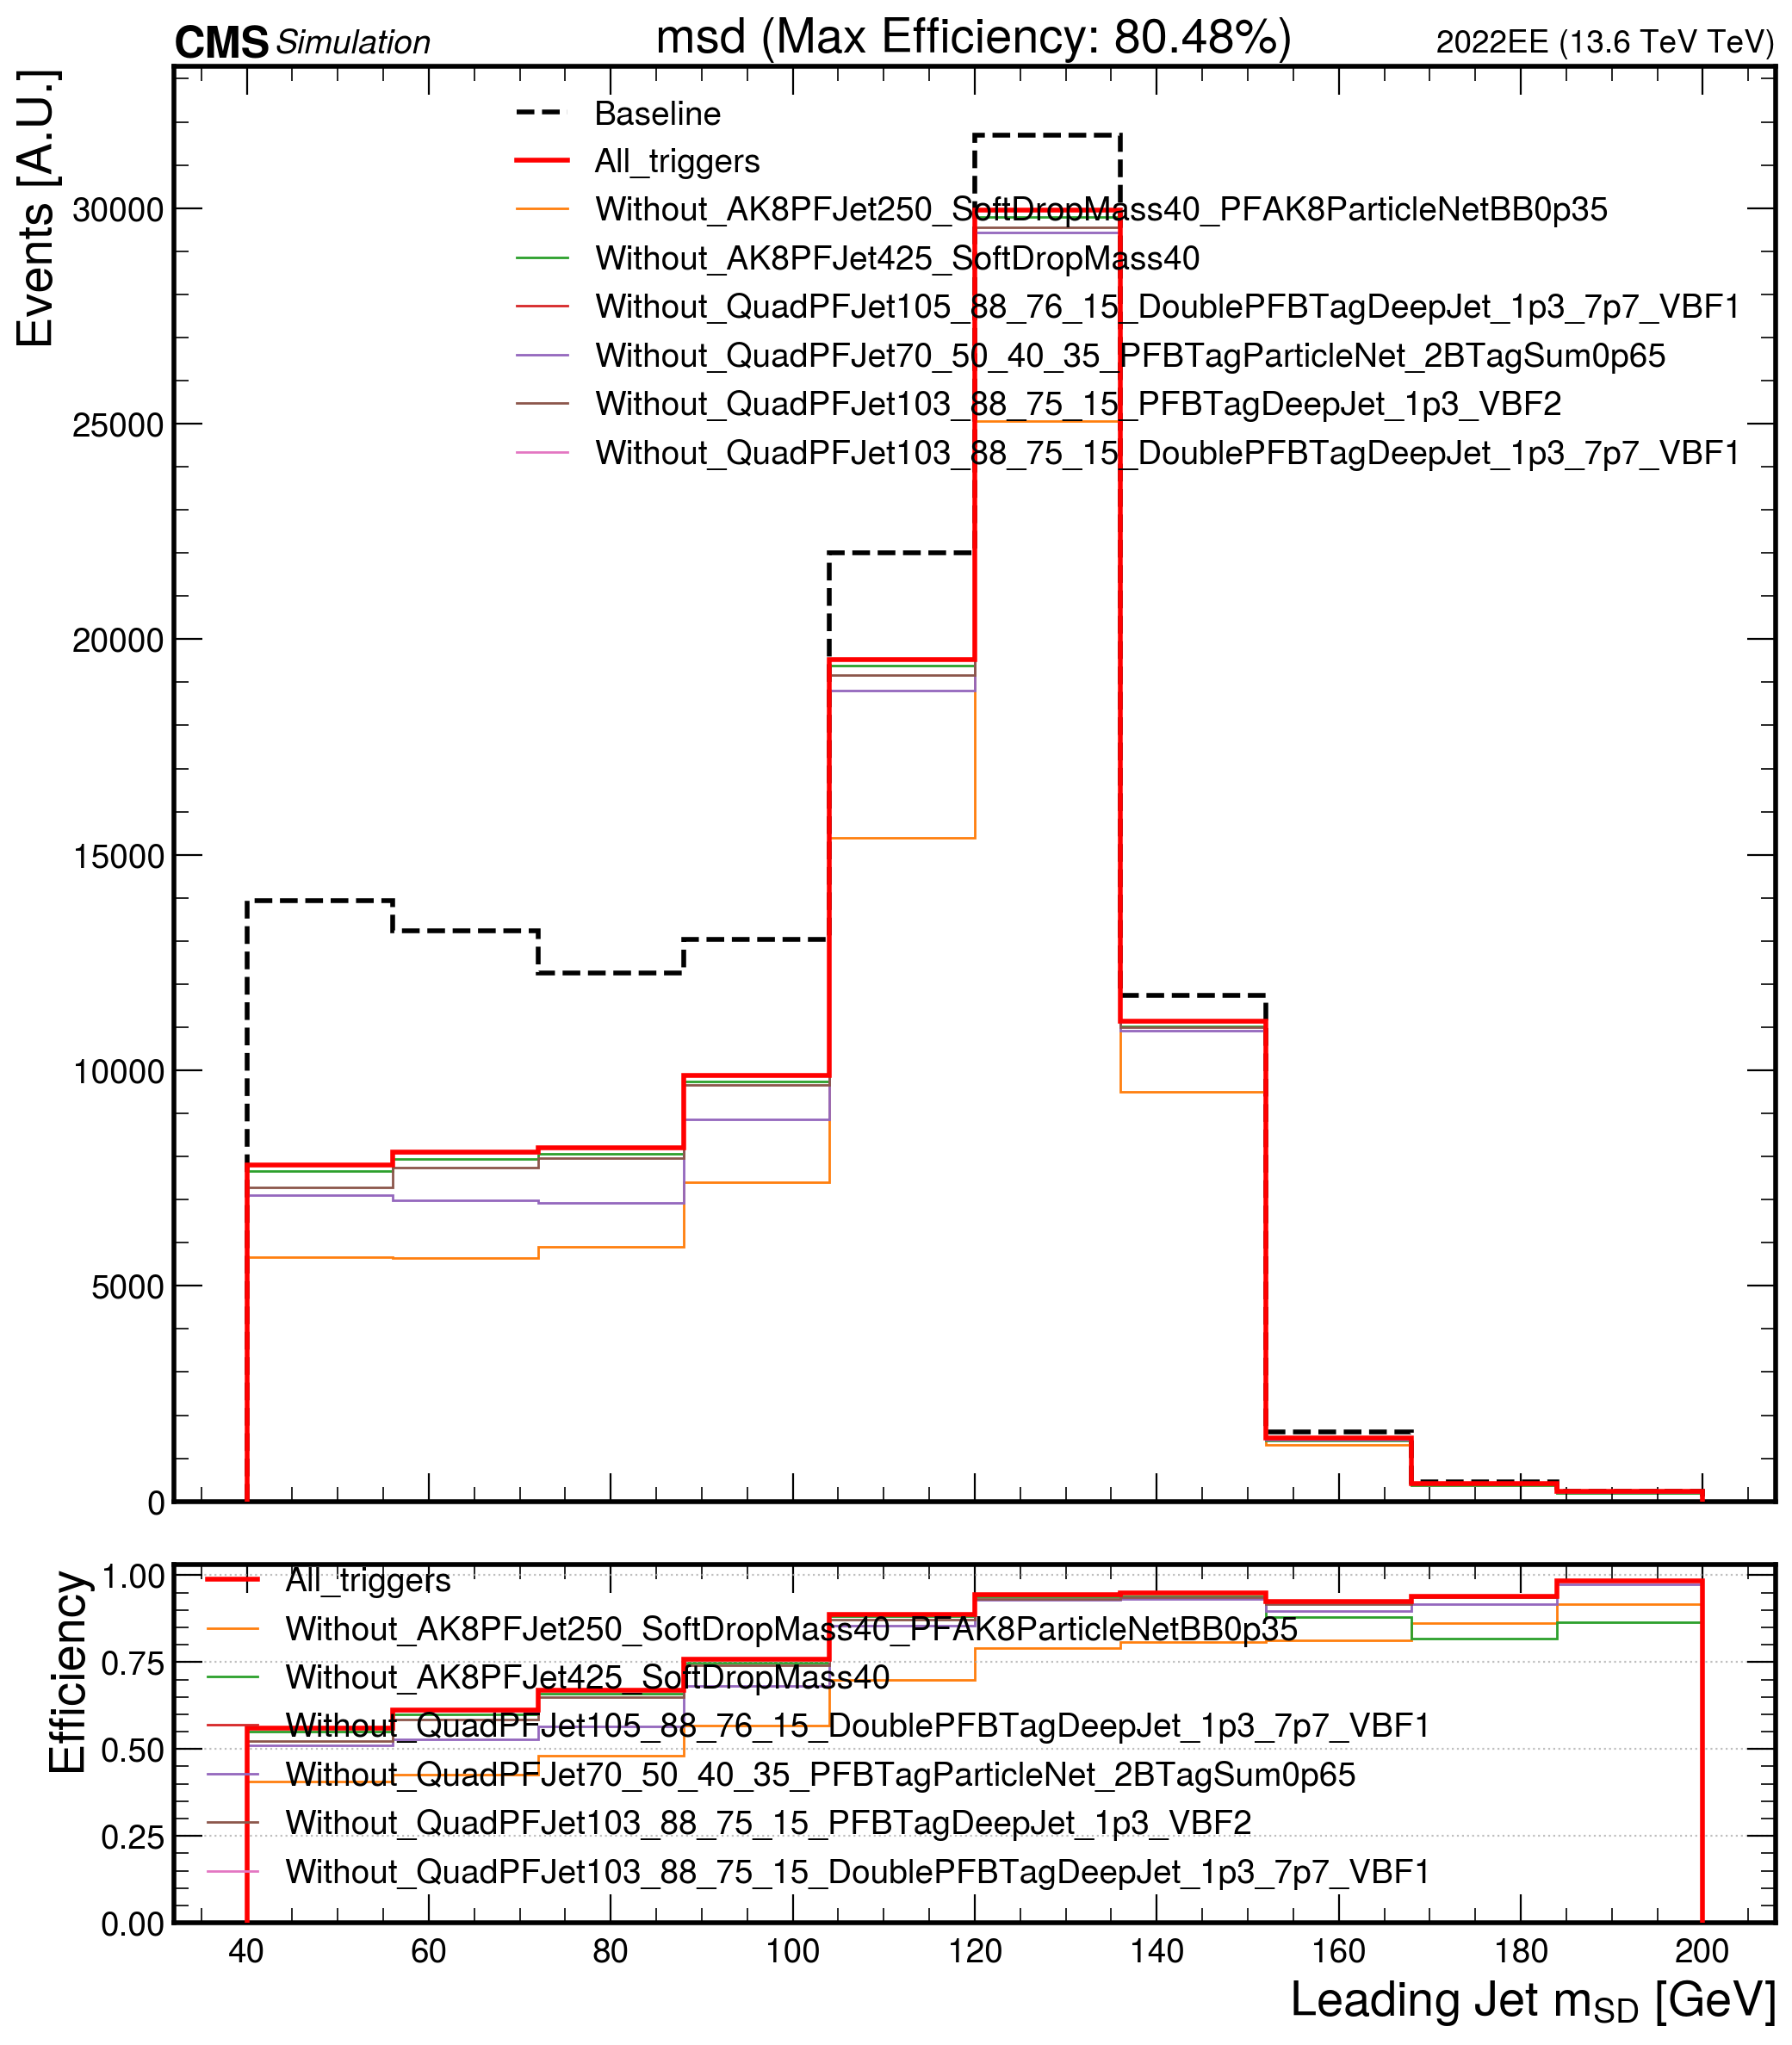 CMS Simulation msd (Max Efficiency: 80.48%) 2022EE (13.6 TeV TeV)
Events [A.U.]
Baseline
All_triggers
Without_AK8PFJet250_SoftDropMass40_PFAK8ParticleNetBB0p35
Without_AK8PFJet425_SoftDropMass40
Without_QuadPFJet105_88_76_15_DoublePFBTagDeepJet_1p3_7p7_VBF1
Without_QuadPFJet70_50_40_35_PFBTagParticleNet_2BTagSum0p65
Without_QuadPFJet103_88_75_15_PFBTagDeepJet_1p3_VBF2
Without_QuadPFJet103_88_75_15_DoublePFBTagDeepJet_1p3_7p7_VBF1
30000
25000
20000
15000
10000
5000
0
Efficiency
1.00
0.75
0.50
0.25
0.00
All_triggers
Without_AK8PFJet250_SoftDropMass40_PFAK8ParticleNetBB0p35
Without_AK8PFJet425_SoftDropMass40
Without_QuadPFJet105_88_76_15_DoublePFBTagDeepJet_1p3_7p7_VBF1
Without_QuadPFJet70_50_40_35_PFBTagParticleNet_2BTagSum0p65
Without_QuadPFJet103_88_75_15_PFBTagDeepJet_1p3_VBF2
Without_QuadPFJet103_88_75_15_DoublePFBTagDeepJet_1p3_7p7_VBF1
40 60 80 100 120 140 160 180 200
Leading Jet m_SD [GeV]